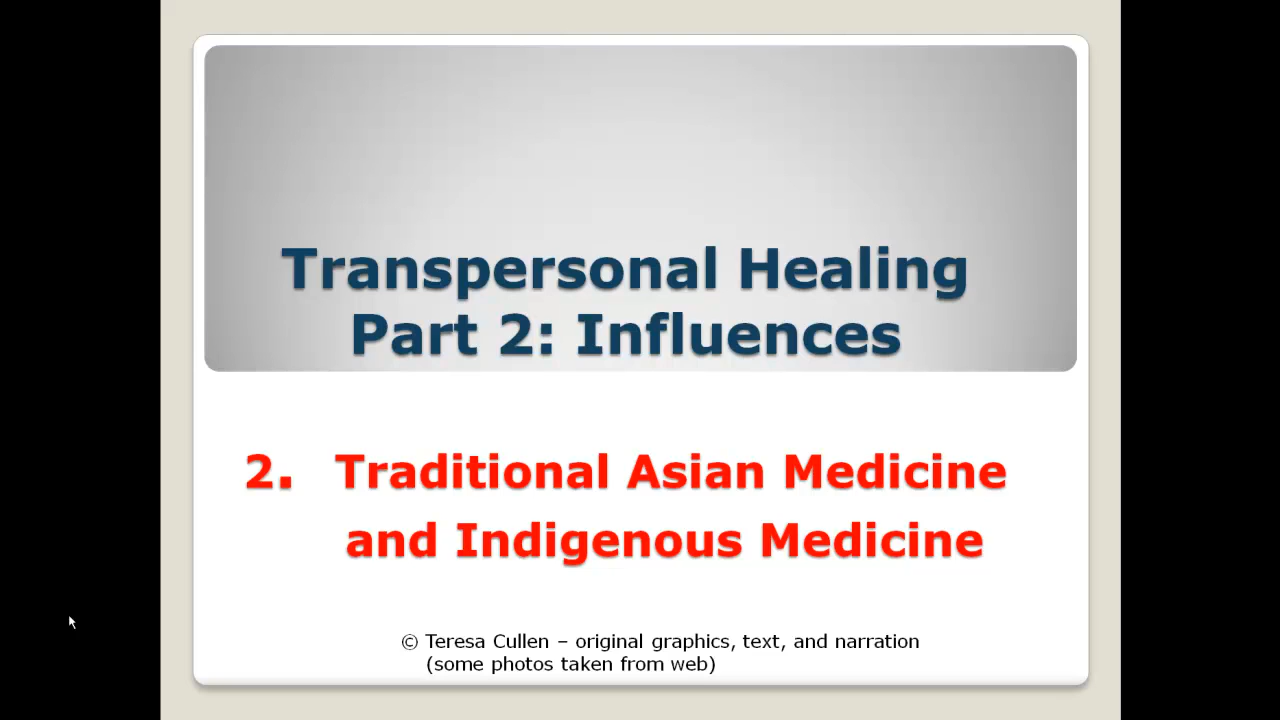 Transpersonal Healing
Part 2: Influences
2. Traditional Asian Medicine
and Indigenous Medicine
© Teresa Cullen – original graphics, text, and narration
(some photos taken from web)